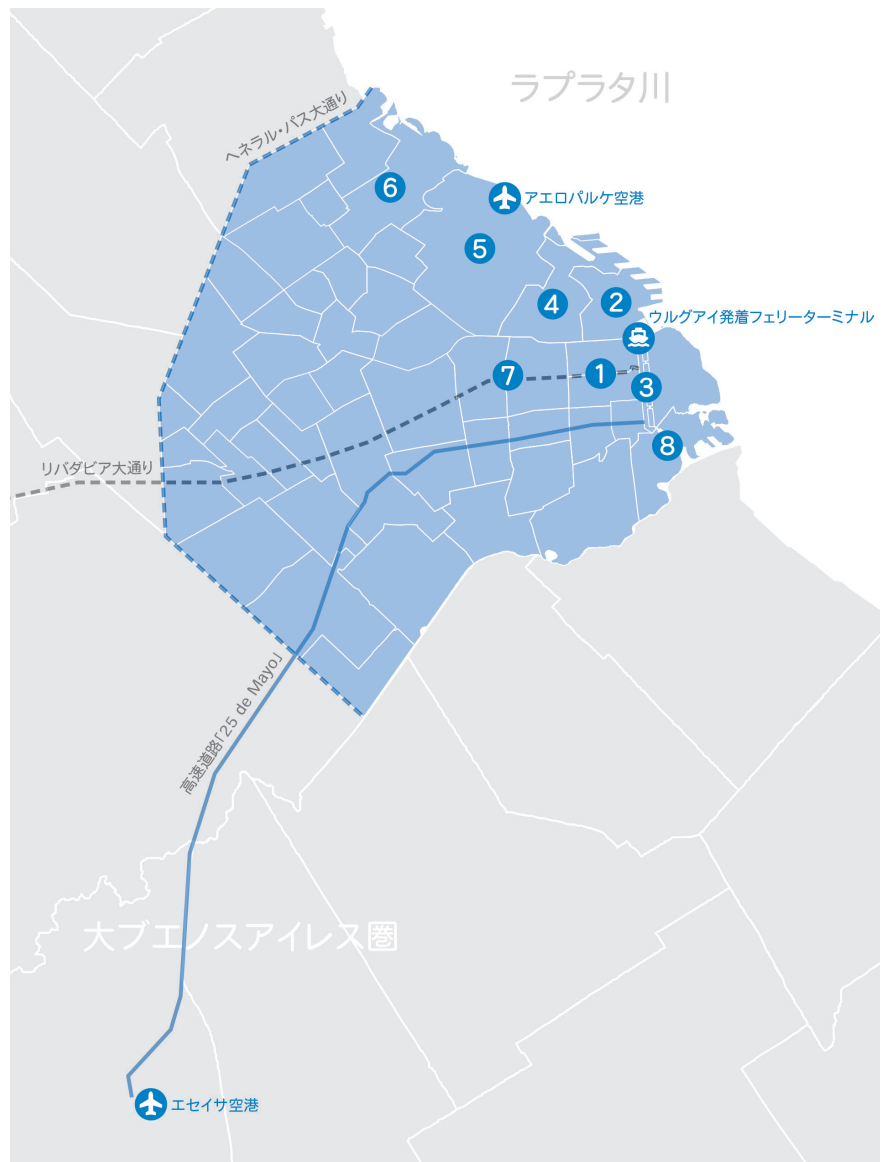 ラプラタ川
ヘネラル・パス大通り
6
アエロパルケ空港
5
4
2
ウルグアイ発着フェリーターミナル
7
1
3
8
リバダビア大通り
高速道路「25 de Mayo」
大ブエノスアイレス圏
エセイサ空港